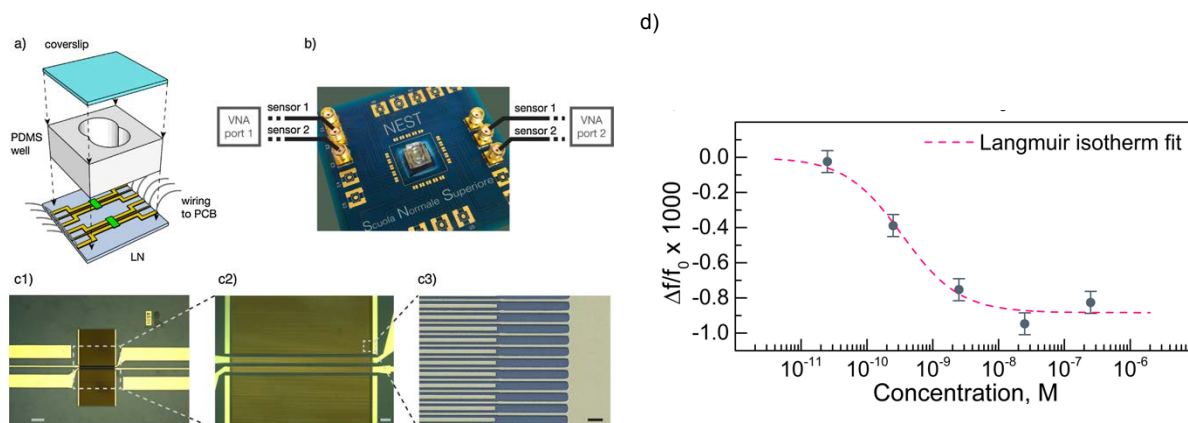 a)
coverslip
PDMS
well
wiring
to PCB
LN
b)
VNA
port 1
sensor 1
sensor 2
NEST
Scuola Normale Superiore
sensor 1
sensor 2
VNA
port 2
c1)
c2)
c3)
d)
Langmuir isotherm fit
Δf/f₀ x 1000
0.0
-0.2
-0.4
-0.6
-0.8
-1.0
10⁻¹¹ 10⁻¹⁰ 10⁻⁹ 10⁻⁸ 10⁻⁷ 10⁻⁶
Concentration, M